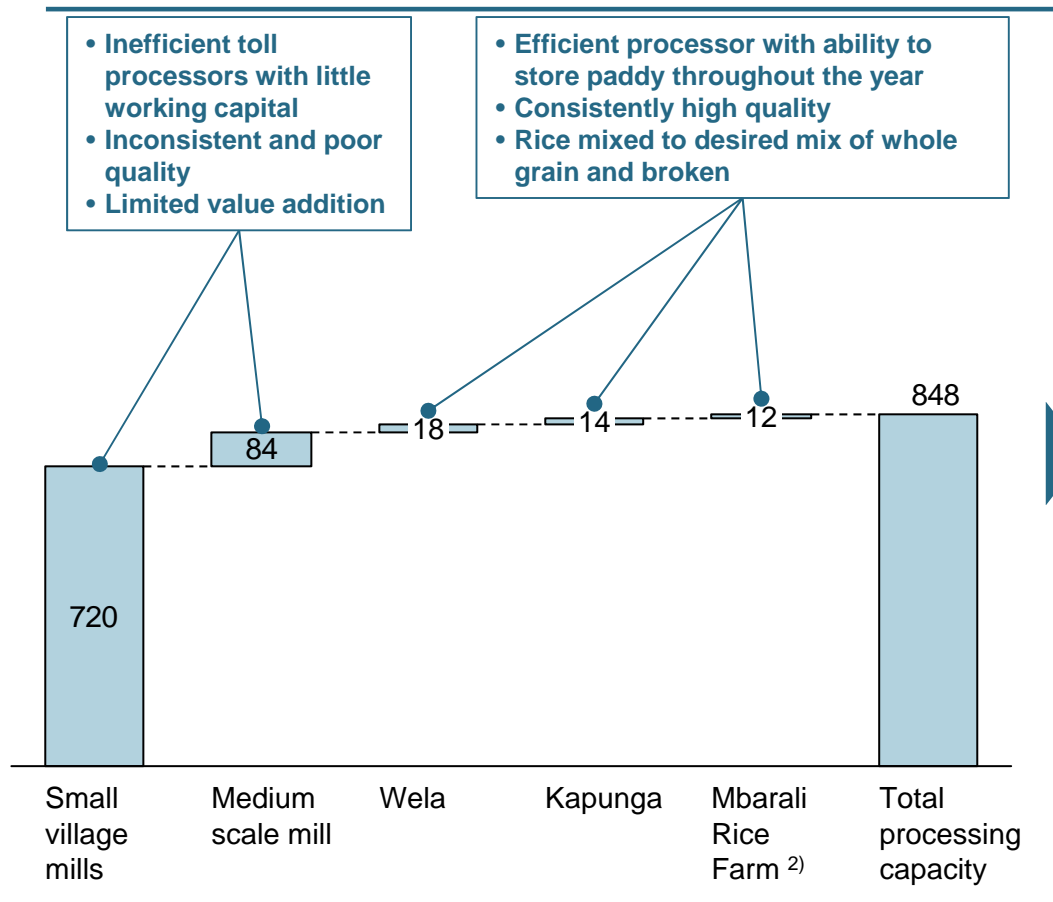 • Inefficient toll
processors with little
working capital
• Inconsistent and poor
quality
• Limited value addition
• Efficient processor with ability to
store paddy throughout the year
• Consistently high quality
• Rice mixed to desired mix of whole
grain and broken
720
84
18
14
12
848
Small
village
mills
Medium
scale mill
Wela
Kapunga
Mbarali
Rice
Farm 2)
Total
processing
capacity